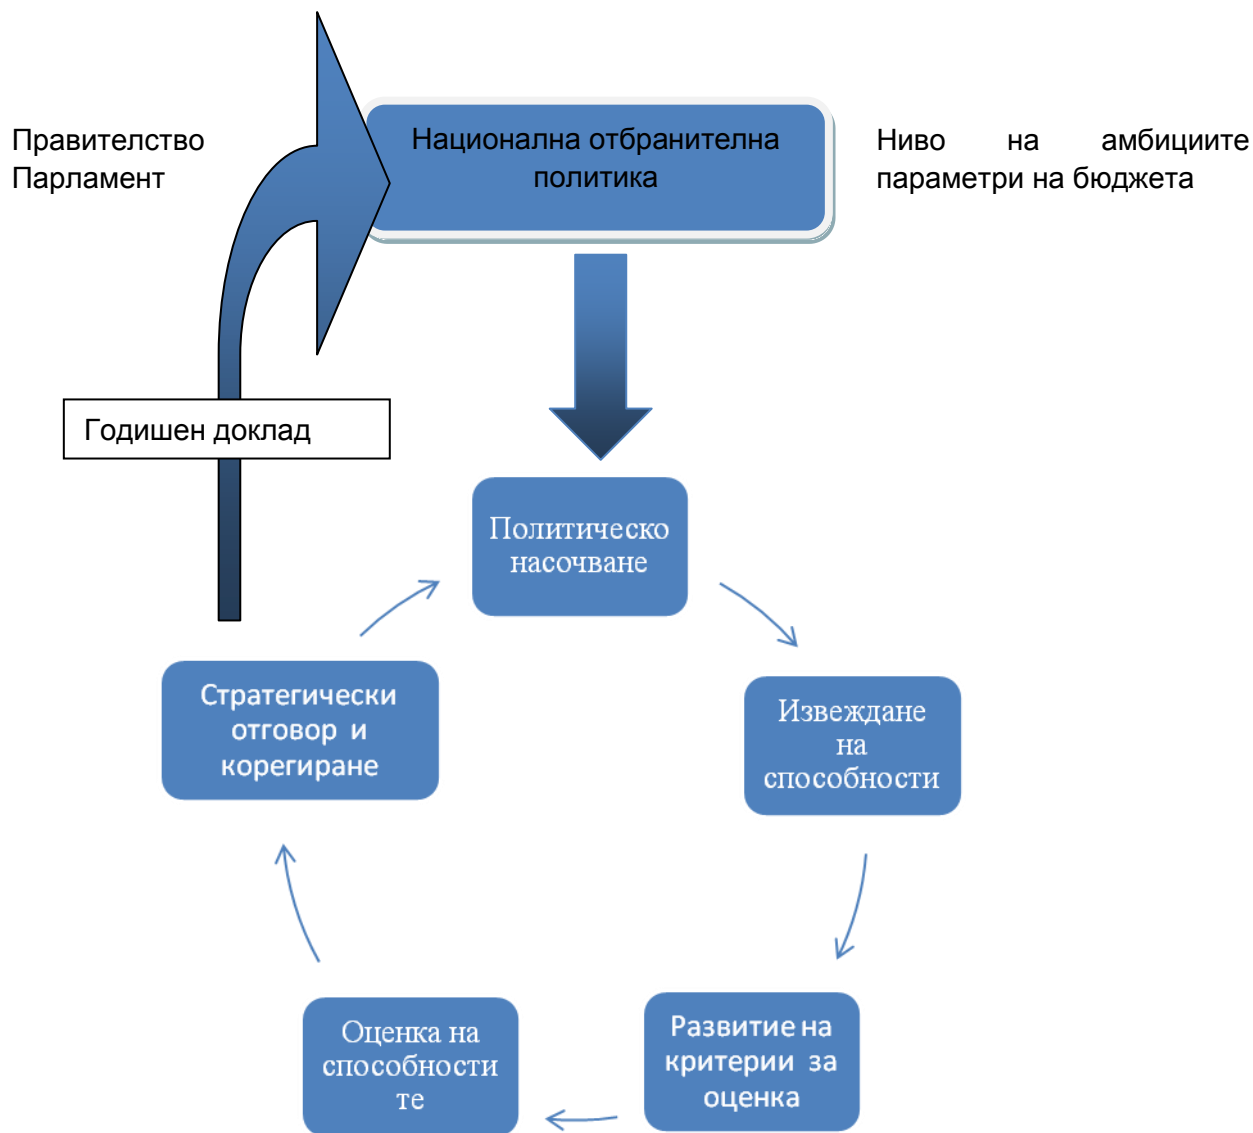 Правителство
Парламент
Национална отбранителна
политика
Ниво на амбициите
параметри на бюджета
Годишен доклад
Политическо
насочване
Стратегически
отговор и
корегиране
Извеждане
на
способности
Оценка на
способности
те
Развитие на
критерии за
оценка